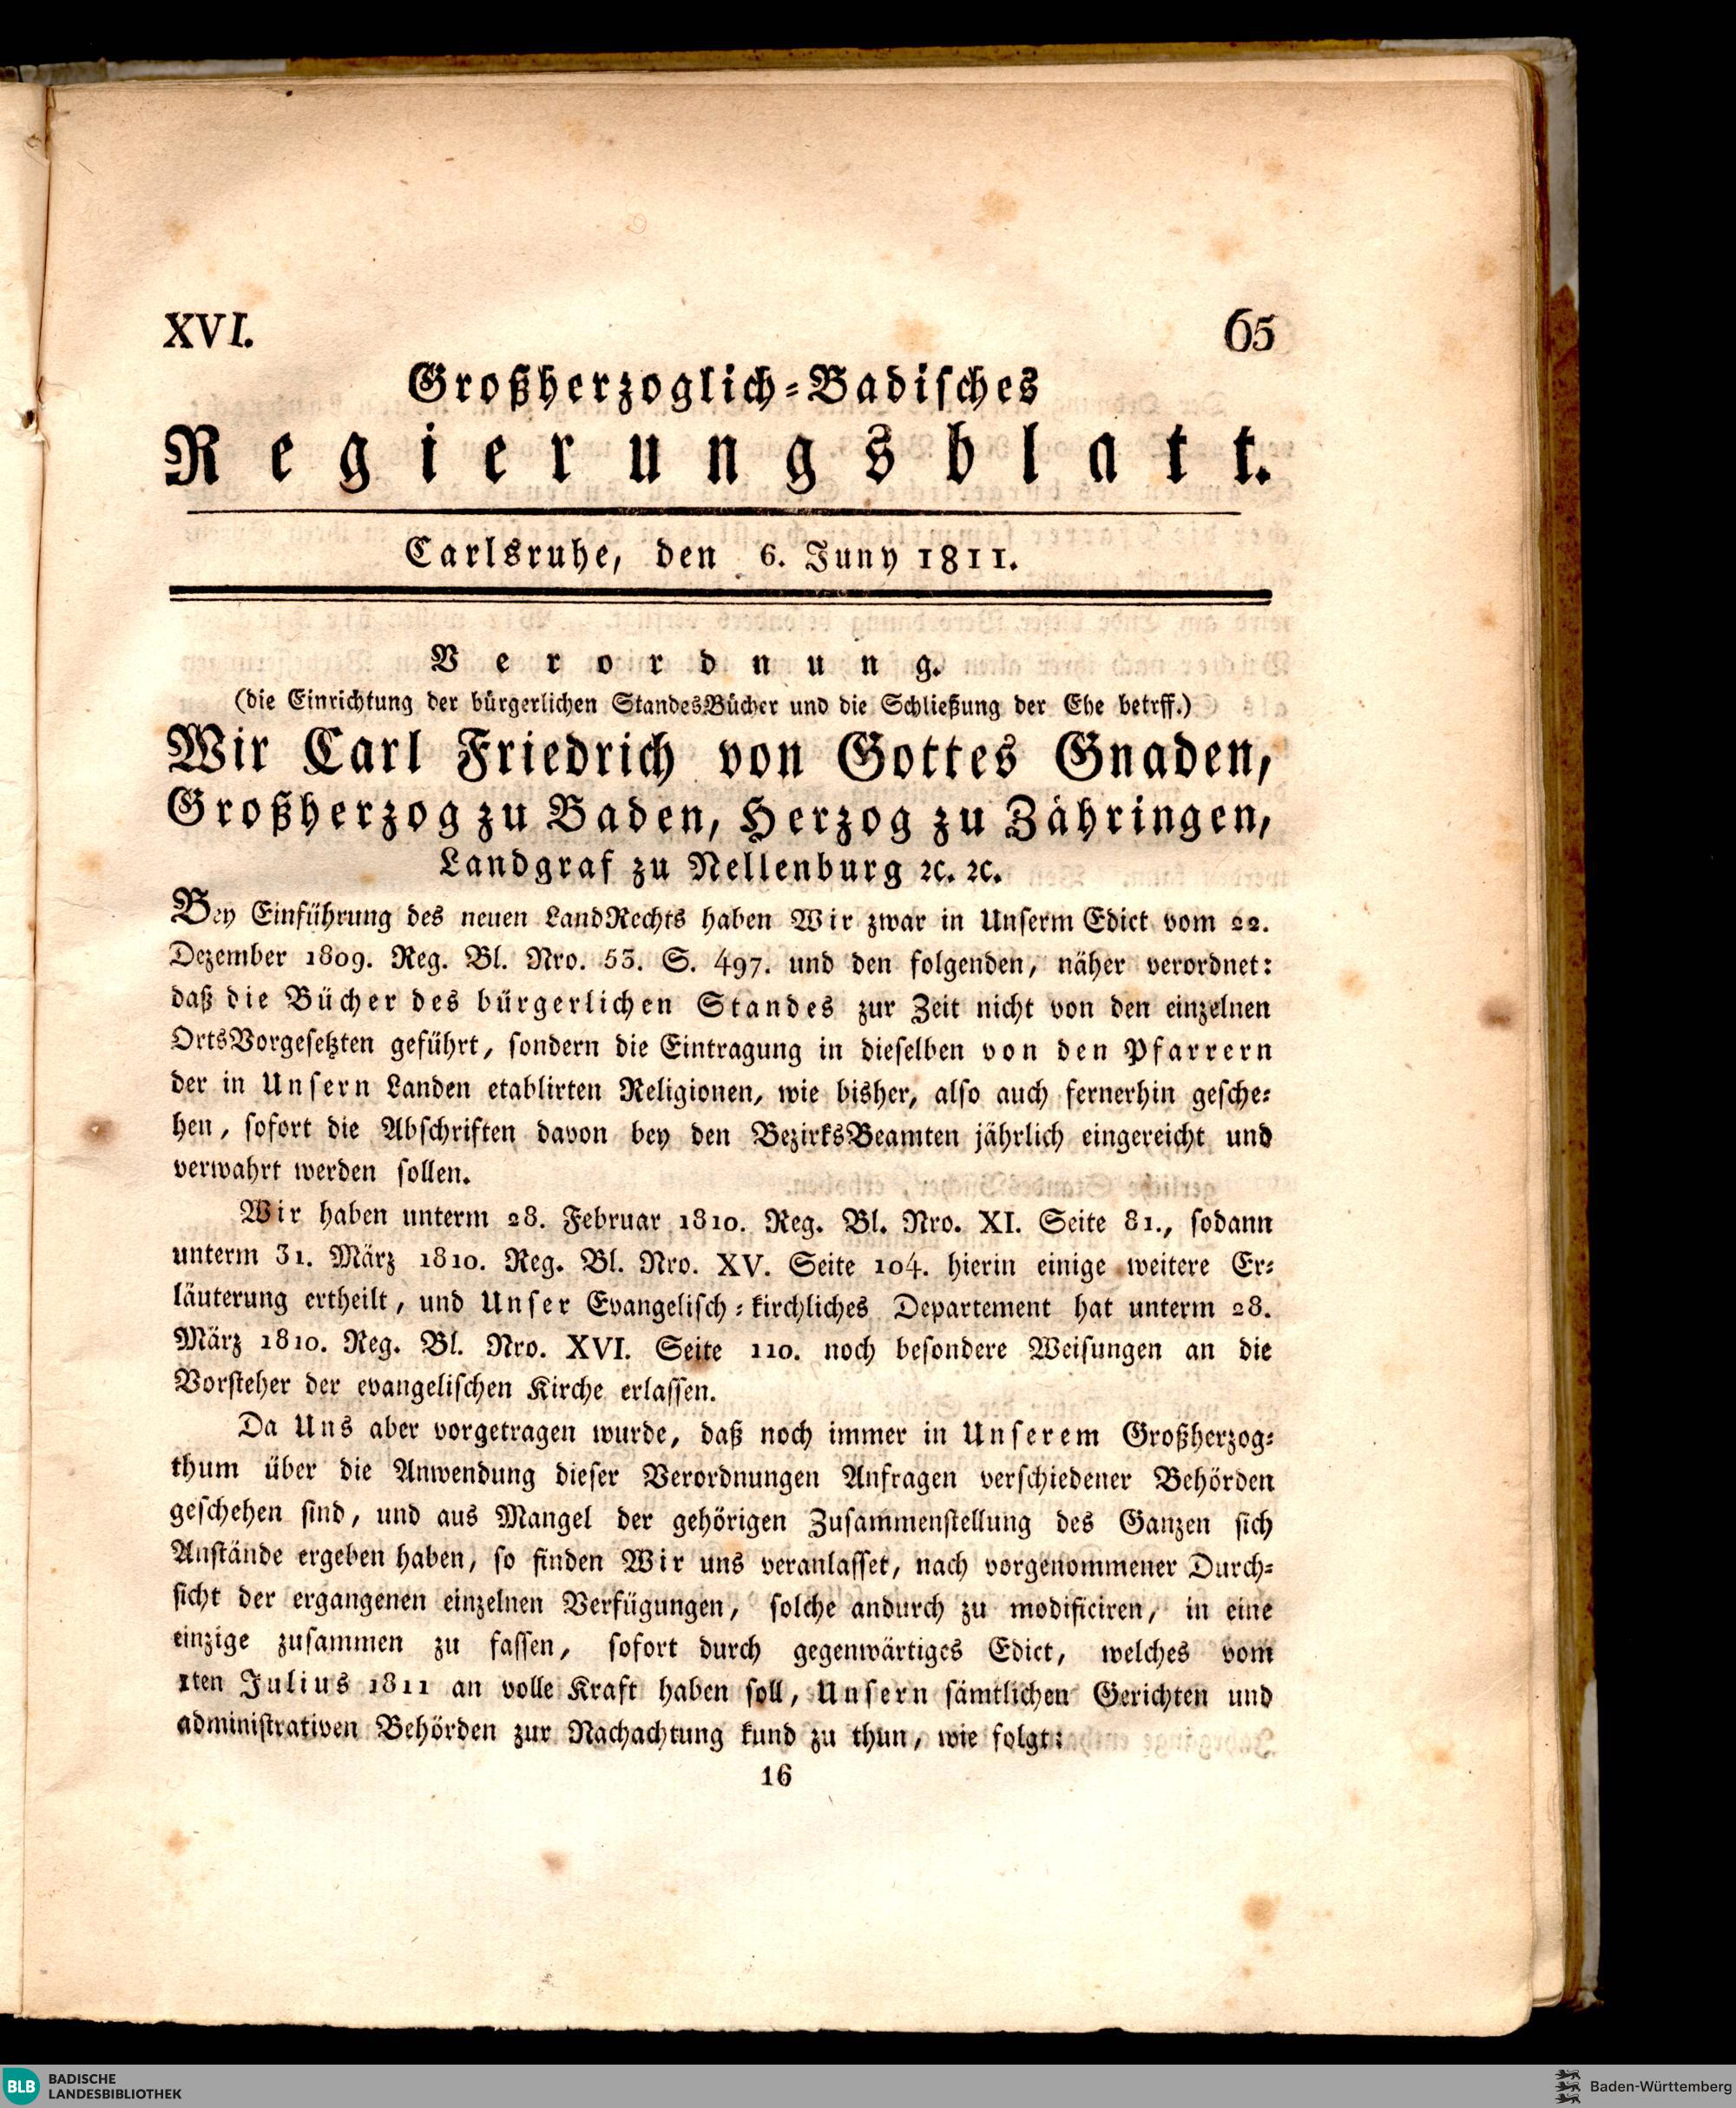 XVI. 65
Großherzoglich-Badisches
Regierungsblatt.
Carlsruhe, den 6. Juny 1811.
Verordnung.
(die Einrichtung der bürgerlichen StandesBücher und die Schließung der Ehe betrff.)
Wir Carl Friedrich von Gottes Gnaden,
Großherzog zu Baden, Herzog zu Zähringen,
Landgraf zu Nellenburg ꝛc. ꝛc.
Bey Einführung des neuen LandRechts haben Wir zwar in Unserm Edict vom 22.
Dezember 1809. Reg. Bl. Nro. 53. S. 497. und den folgenden, näher verordnet:
daß die Bücher des bürgerlichen Standes zur Zeit nicht von den einzelnen
OrtsVorgesetzten geführt, sondern die Eintragung in dieselben von den Pfarrern
der in Unsern Landen etablirten Religionen, wie bisher, also auch fernerhin gesche-
hen, sofort die Abschriften davon bey den BezirksBeamten jährlich eingereicht und
verwahrt werden sollen.
Wir haben unterm 28. Februar 1810. Reg. Bl. Nro. XI. Seite 81., sodann
unterm 31. März 1810. Reg. Bl. Nro. XV. Seite 104. hierin einige weitere Er-
läuterung ertheilt, und Unser Evangelisch-kirchliches Departement hat unterm 28.
März 1810. Reg. Bl. Nro. XVI. Seite 110. noch besondere Weisungen an die
Vorsteher der evangelischen Kirche erlassen.
Da Uns aber vorgetragen wurde, daß noch immer in Unserem Großherzog-
thum über die Anwendung dieser Verordnungen Anfragen verschiedener Behörden
geschehen sind, und aus Mangel der gehörigen Zusammenstellung des Ganzen sich
Anstände ergeben haben, so finden Wir uns veranlasset, nach vorgenommener Durch-
sicht der ergangenen einzelnen Verfügungen, solche andurch zu modificiren, in eine
einzige zusammen zu fassen, sofort durch gegenwärtiges Edict, welches vom
1ten Julius 1811 an volle Kraft haben soll, Unsern sämtlichen Gerichten und
administrativen Behörden zur Nachachtung kund zu thun, wie folgt:
16
BLB BADISCHE
LANDESBIBLIOTHEK
Baden-Württemberg